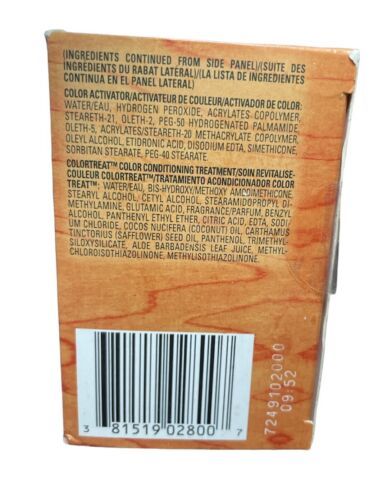 (INGREDIENTS CONTINUED FROM SIDE PANEL)/(SUITE DES
INGREDIENTS DU RABAT LATERAL)/(LA LISTA DE INGREDIENTES
CONTINUA EN EL PANEL LATERAL)
COLOR ACTIVATOR/ACTIVATEUR DE COULEUR/ACTIVADOR DE COLOR:
WATER/EAU, HYDROGEN PEROXIDE, ACRYLATES COPOLYMER,
STEARETH-21, OLETH-2, PEG-50 HYDROGENATED PALMAMIDE,
OLETH-5, ACRYLATES/STEARETH-20 METHACRYLATE COPOLYMER,
OLEYL ALCOHOL, ETIDRONIC ACID, DISODIUM EDTA, SIMETHICONE,
SORBITAN STEARATE, PEG-40 STEARATE.
COLORTREAT™ COLOR CONDITIONING TREATMENT/SOIN REVITALISE-
COULEUR COLORTREAT™/TRATAMIENTO ACONDICIONADOR COLOR
TREAT™: WATER/EAU, BIS-HYDROXY/METHOXY AMODIMETHICONE,
STEARYL ALCOHOL, CETYL ALCOHOL, STEARAMIDOPROPYL DI-
METHYLAMINE, GLUTAMIC ACID, FRAGRANCE/PARFUM, BENZYL
ALCOHOL, PANTHENYL ETHYL ETHER, CITRIC ACID, EDTA, SODI-
UM CHLORIDE, COCOS NUCIFERA (COCONUT) OIL, CARTHAMUS
TINCTORIUS (SAFFLOWER) SEED OIL, PANTHENOL, TRIMETHYL-
SILOXYSILICATE, ALOE BARBADENSIS LEAF JUICE, METHYL-
CHLOROISOTHIAZOLINONE, METHYLISOTHIAZOLINONE.
3 81519 02800 7
7249102000
09:52